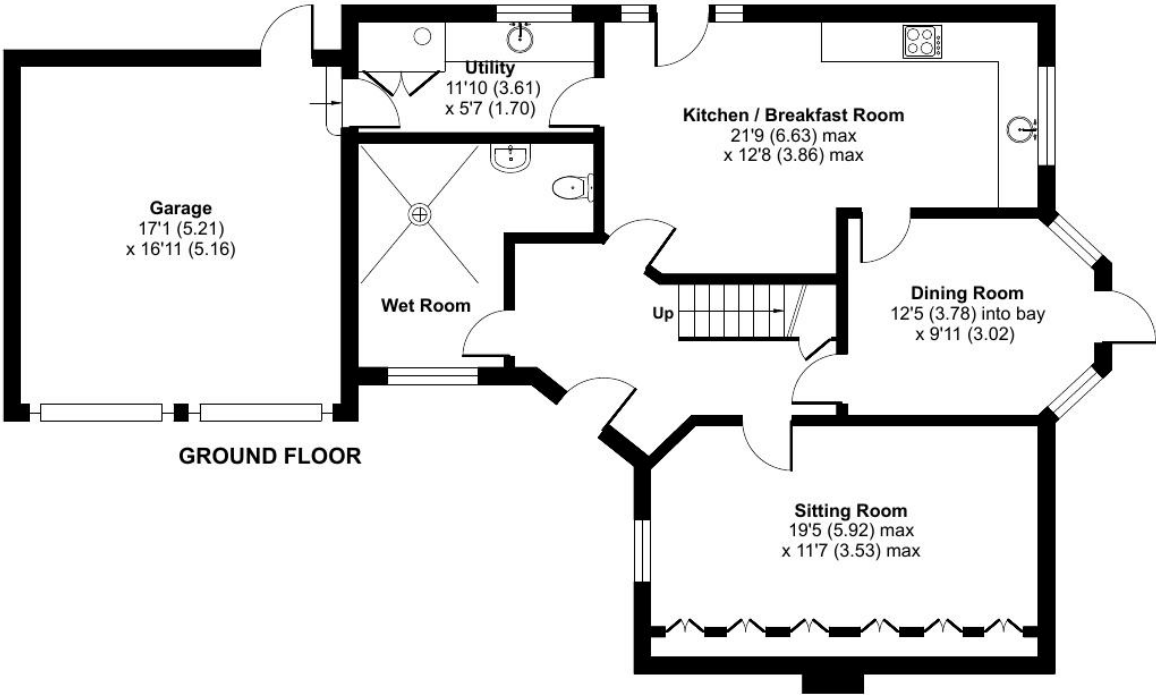 Utility
11'10 (3.61)
x 5'7 (1.70)
Kitchen / Breakfast Room
21'9 (6.63) max
x 12'8 (3.86) max
Garage
17'1 (5.21)
x 16'11 (5.16)
Wet Room
Up
Dining Room
12'5 (3.78) into bay
x 9'11 (3.02)
GROUND FLOOR
Sitting Room
19'5 (5.92) max
x 11'7 (3.53) max